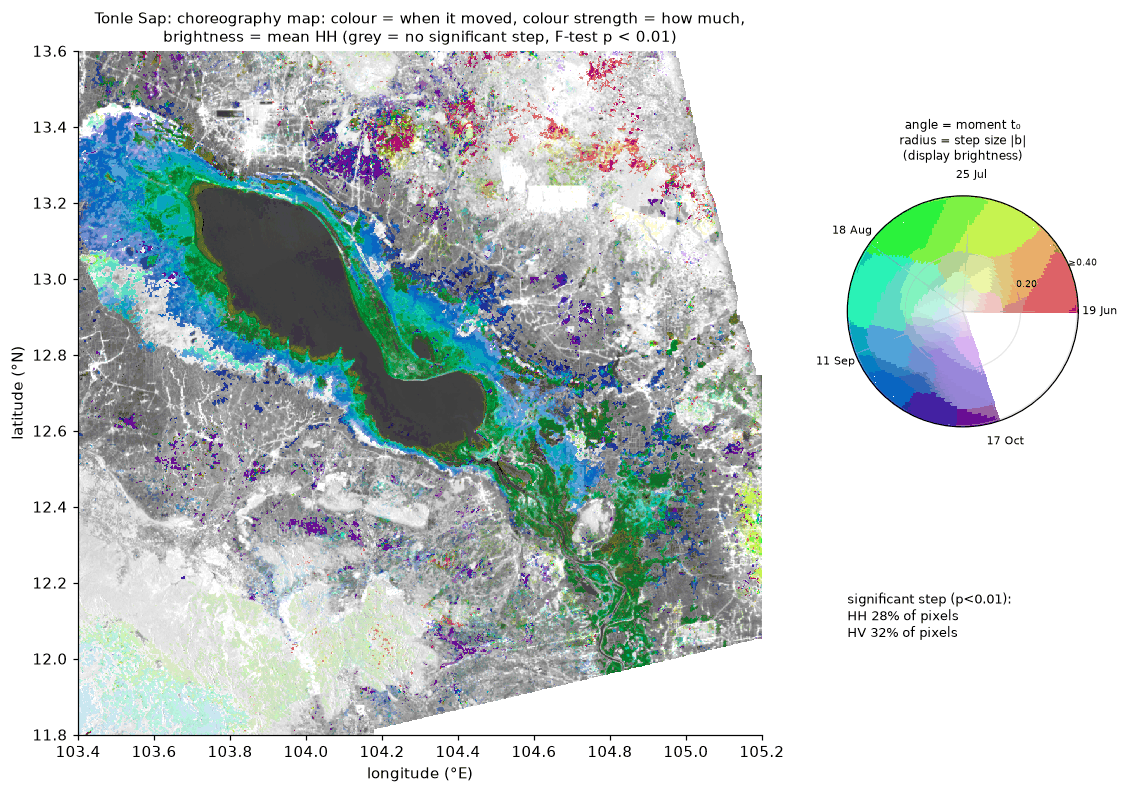 Tonle Sap: choreography map: colour = when it moved, colour strength = how much,
brightness = mean HH (grey = no significant step, F-test p < 0.01)
13.6
13.4
13.2
13.0
12.8
12.6
12.4
12.2
12.0
11.8
latitude (°N)
103.4 103.6 103.8 104.0 104.2 104.4 104.6 104.8 105.0 105.2
longitude (°E)
angle = moment t₀
radius = step size |b|
(display brightness)
25 Jul
18 Aug
≥0.40
0.20
19 Jun
11 Sep
17 Oct
significant step (p<0.01):
HH 28% of pixels
HV 32% of pixels